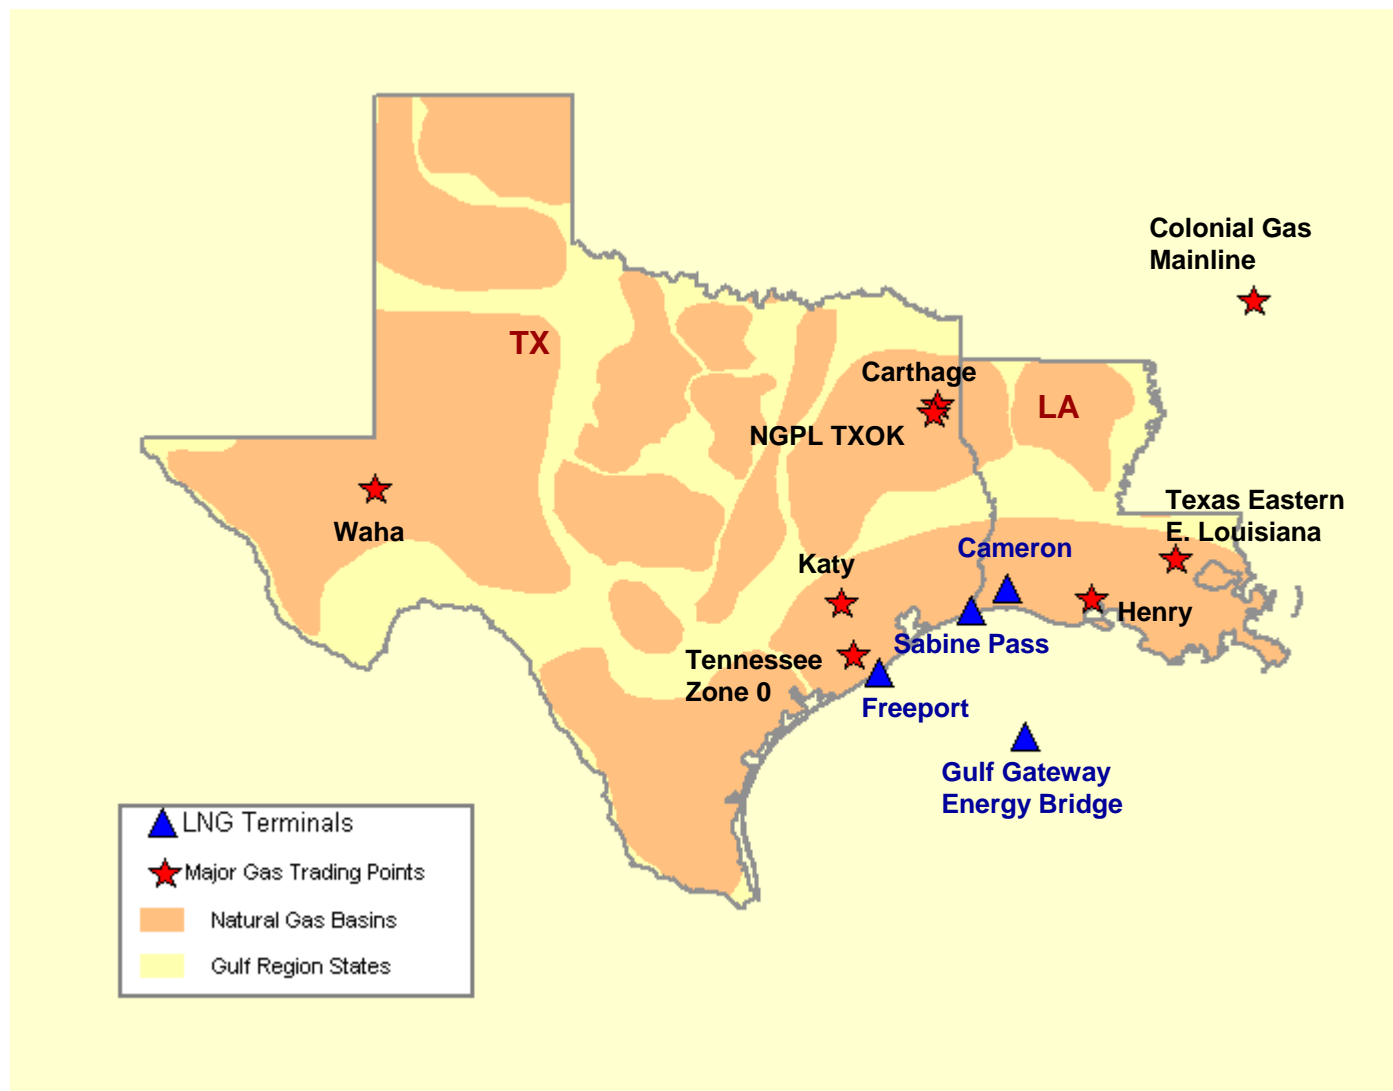 Colonial Gas
Mainline
TX
Carthage
LA
NGPL TXOK
Waha
Texas Eastern
E. Louisiana
Cameron
Katy
Henry
Sabine Pass
Tennessee
Zone 0
Freeport
Gulf Gateway
Energy Bridge
LNG Terminals
Major Gas Trading Points
Natural Gas Basins
Gulf Region States